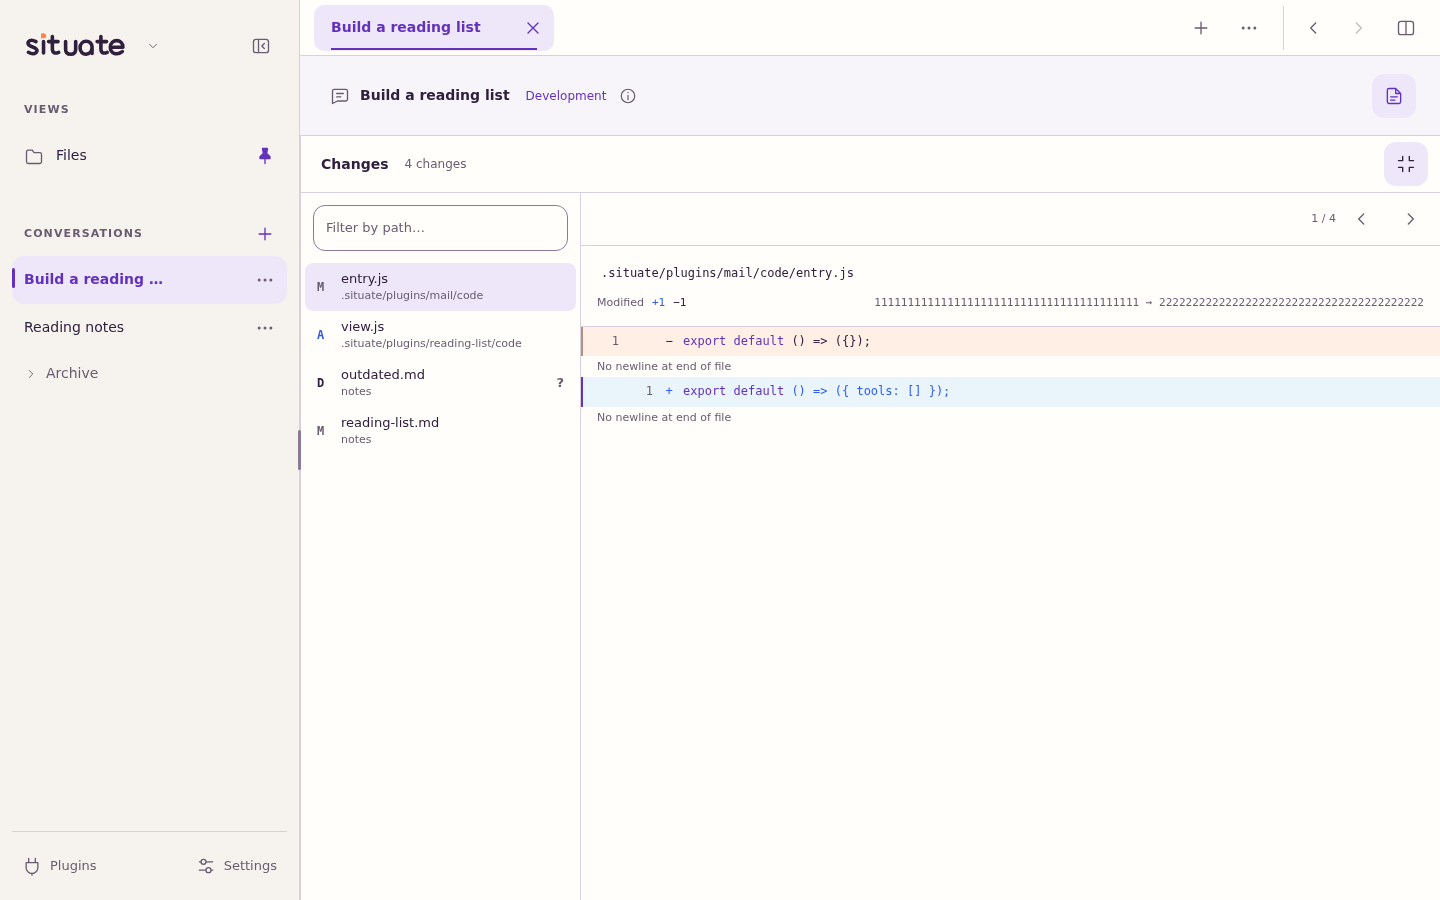 situate
VIEWS
Files
CONVERSATIONS
Build a reading ...
Reading notes
Archive
Plugins
Settings
Build a reading list
Build a reading list Development
Changes 4 changes
Filter by path...
M entry.js
.situate/plugins/mail/code
A view.js
.situate/plugins/reading-list/code
D outdated.md ?
notes
M reading-list.md
notes
1 / 4
.situate/plugins/mail/code/entry.js
Modified +1 −1 1111111111111111111111111111111111111111 → 2222222222222222222222222222222222222222
1 − export default () => ({});
No newline at end of file
1 + export default () => ({ tools: [] });
No newline at end of file